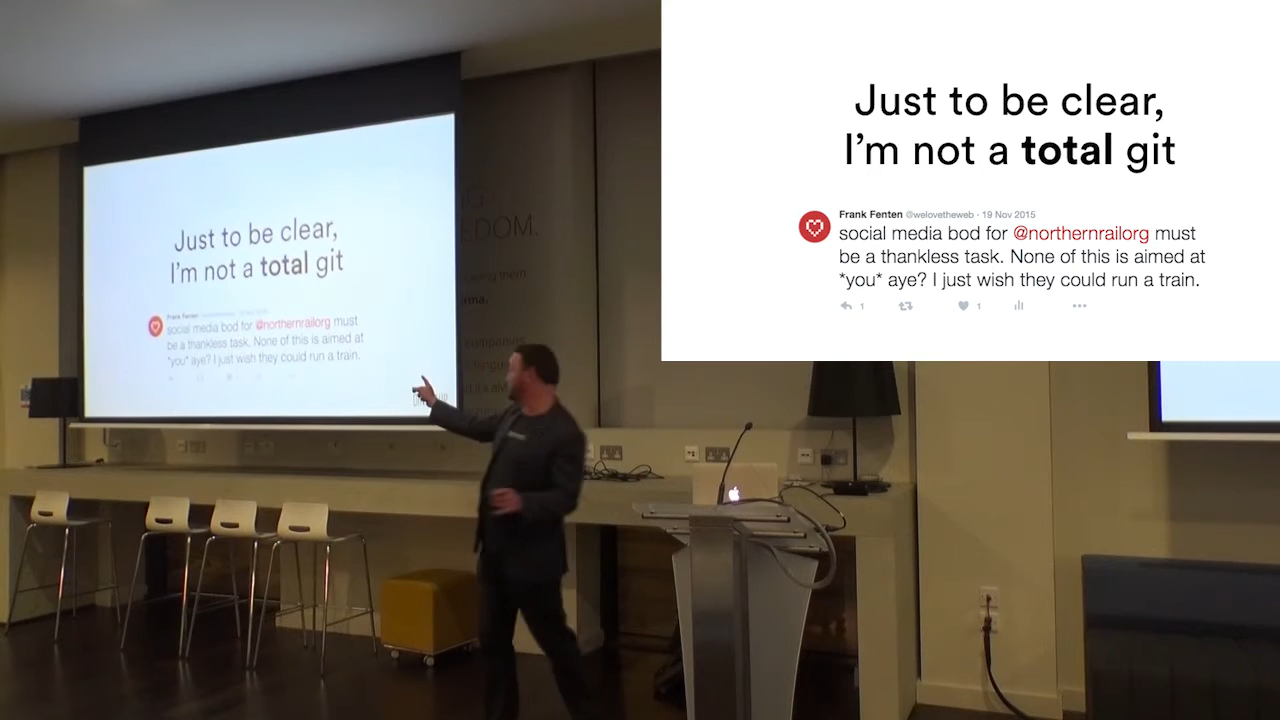 Just to be clear,
I'm not a total git
Frank Fenten
social media bod for @northernrailorg must
be a thankless task. None of this is aimed at
*you* aye? I just wish they could run a train.
EDOM.
Just to be clear,
I'm not a total git
Frank Fenten @welovetheweb · 19 Nov 2015
social media bod for @northernrailorg must
be a thankless task. None of this is aimed at
*you* aye? I just wish they could run a train.
1
1